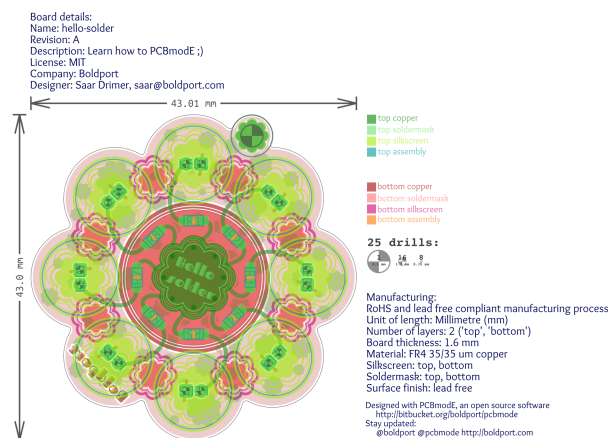 Board details:
Name: hello-solder
Revision: A
Description: Learn how to PCBmodE ;)
License: MIT
Company: Boldport
Designer: Saar Drimer, saar@boldport.com
43.01 mm
top copper
top soldermask
top silkscreen
top assembly
43.0 mm
bottom copper
bottom soldermask
bottom silkscreen
bottom assembly
25 drills:
1 16 8
hello
solder
boldport
Manufacturing:
RoHS and lead free compliant manufacturing process
Unit of length: Millimetre (mm)
Number of layers: 2 ('top', 'bottom')
Board thickness: 1.6 mm
Material: FR4 35/35 um copper
Silkscreen: top, bottom
Soldermask: top, bottom
Surface finish: lead free
Designed with PCBmodE, an open source software
http://bitbucket.org/boldport/pcbmode
Stay updated:
@boldport @pcbmode http://boldport.com